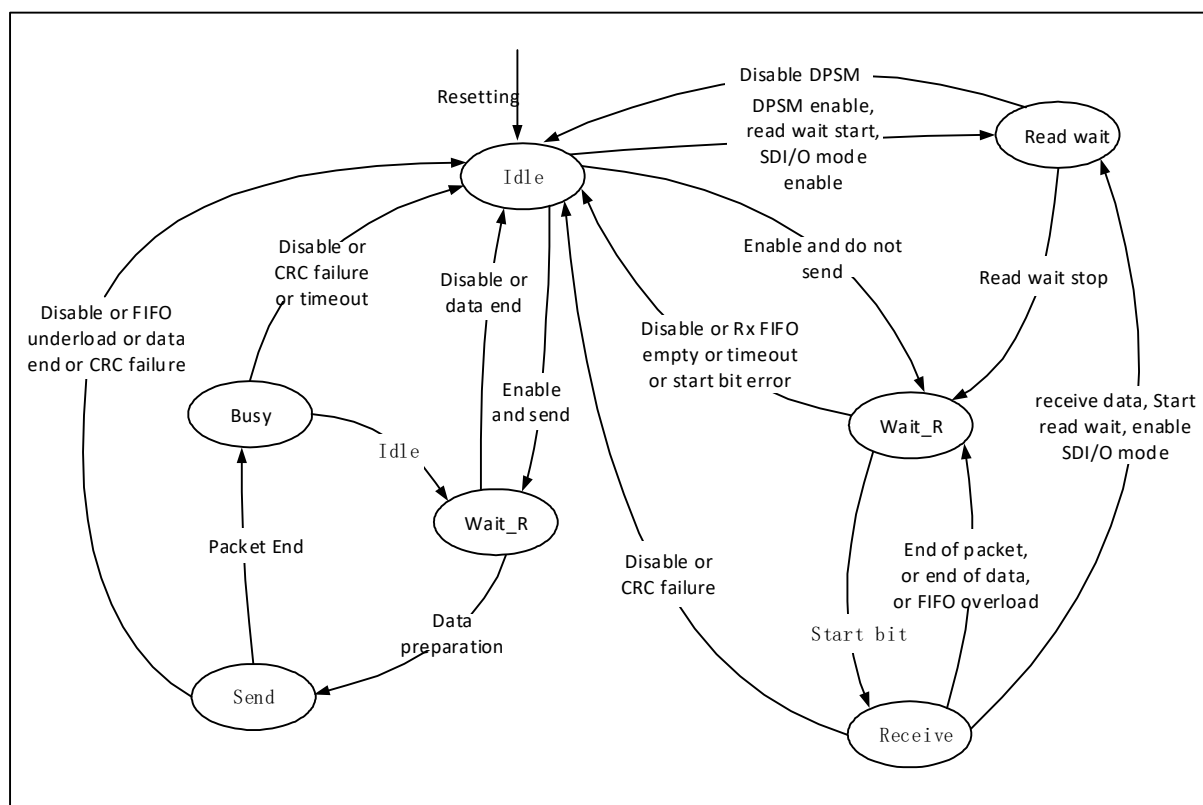 Disable DPSM
Resetting
DPSM enable,
read wait start,
SDI/O mode
enable
Read wait
Idle
Disable or
CRC failure
or timeout
Disable or
data end
Enable and do not
send
Read wait stop
Disable or FIFO
underload or data
end or CRC failure
Disable or Rx FIFO
empty or timeout
or start bit error
Enable
and send
Busy
Idle
Wait_R
receive data, Start
read wait, enable
SDI/O mode
Wait_R
Packet End
Disable or
CRC failure
End of packet,
or end of data,
or FIFO overload
Data
preparation
Start bit
Send
Receive